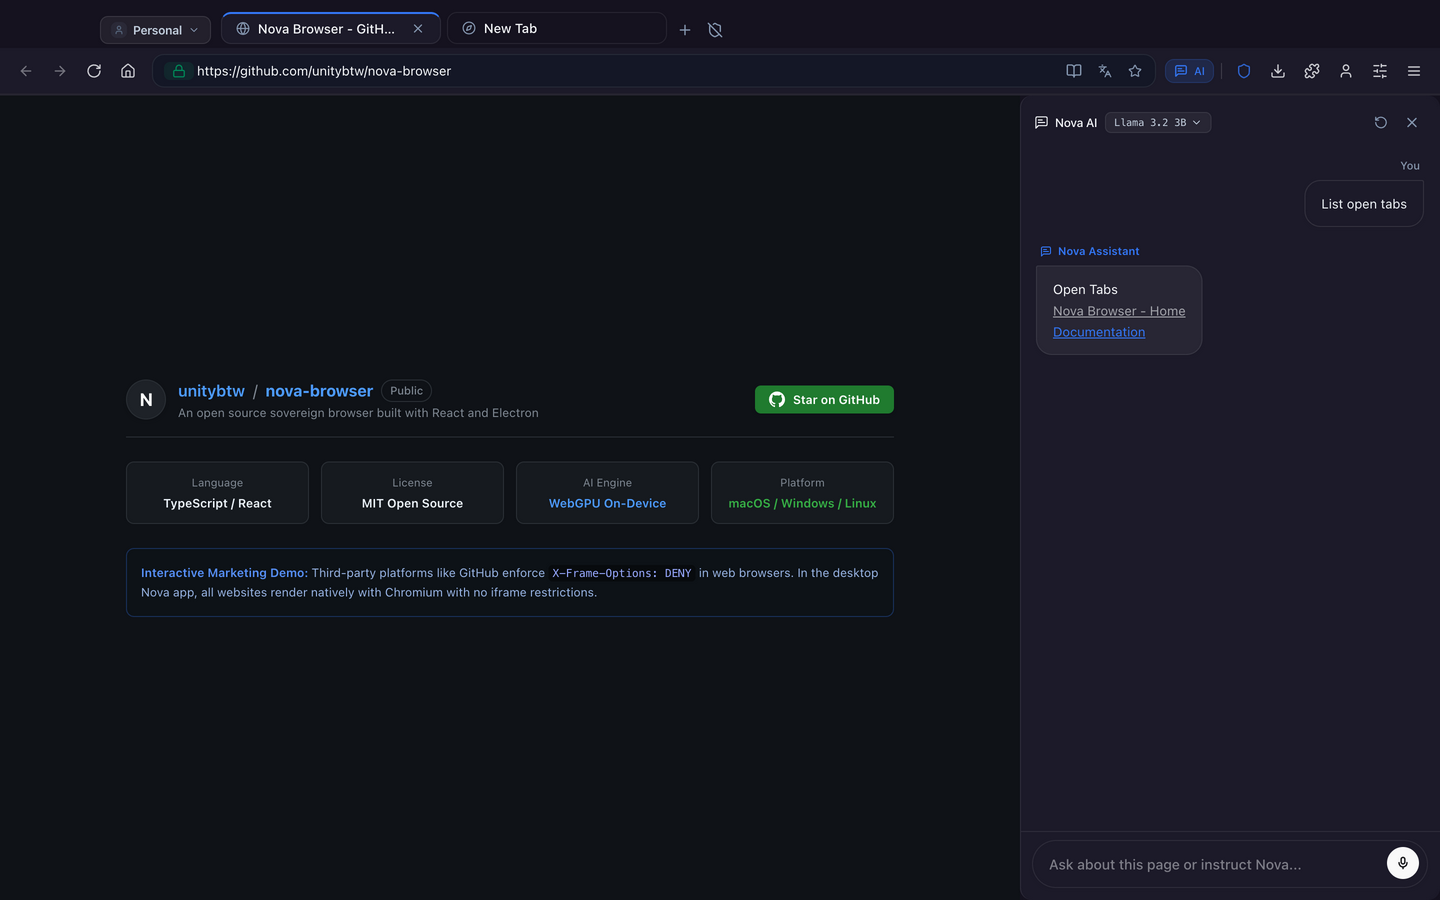 Personal
Nova Browser - GitH...
New Tab
https://github.com/unitybtw/nova-browser
AI
Nova AI
Llama 3.2 3B
You
List open tabs
Nova Assistant
Open Tabs
Nova Browser - Home
Documentation
N
unitybtw / nova-browser
Public
An open source sovereign browser built with React and Electron
Star on GitHub
Language
TypeScript / React
License
MIT Open Source
AI Engine
WebGPU On-Device
Platform
macOS / Windows / Linux
Interactive Marketing Demo: Third-party platforms like GitHub enforce X-Frame-Options: DENY in web browsers. In the desktop
Nova app, all websites render natively with Chromium with no iframe restrictions.
Ask about this page or instruct Nova...